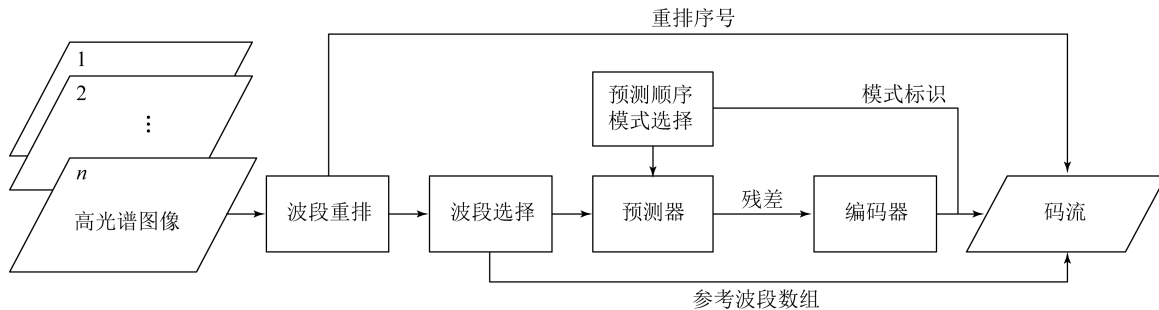 重排序号
1
2
⋮
n
高光谱图像
波段重排
波段选择
预测顺序
模式选择
模式标识
预测器
残差
编码器
码流
参考波段数组